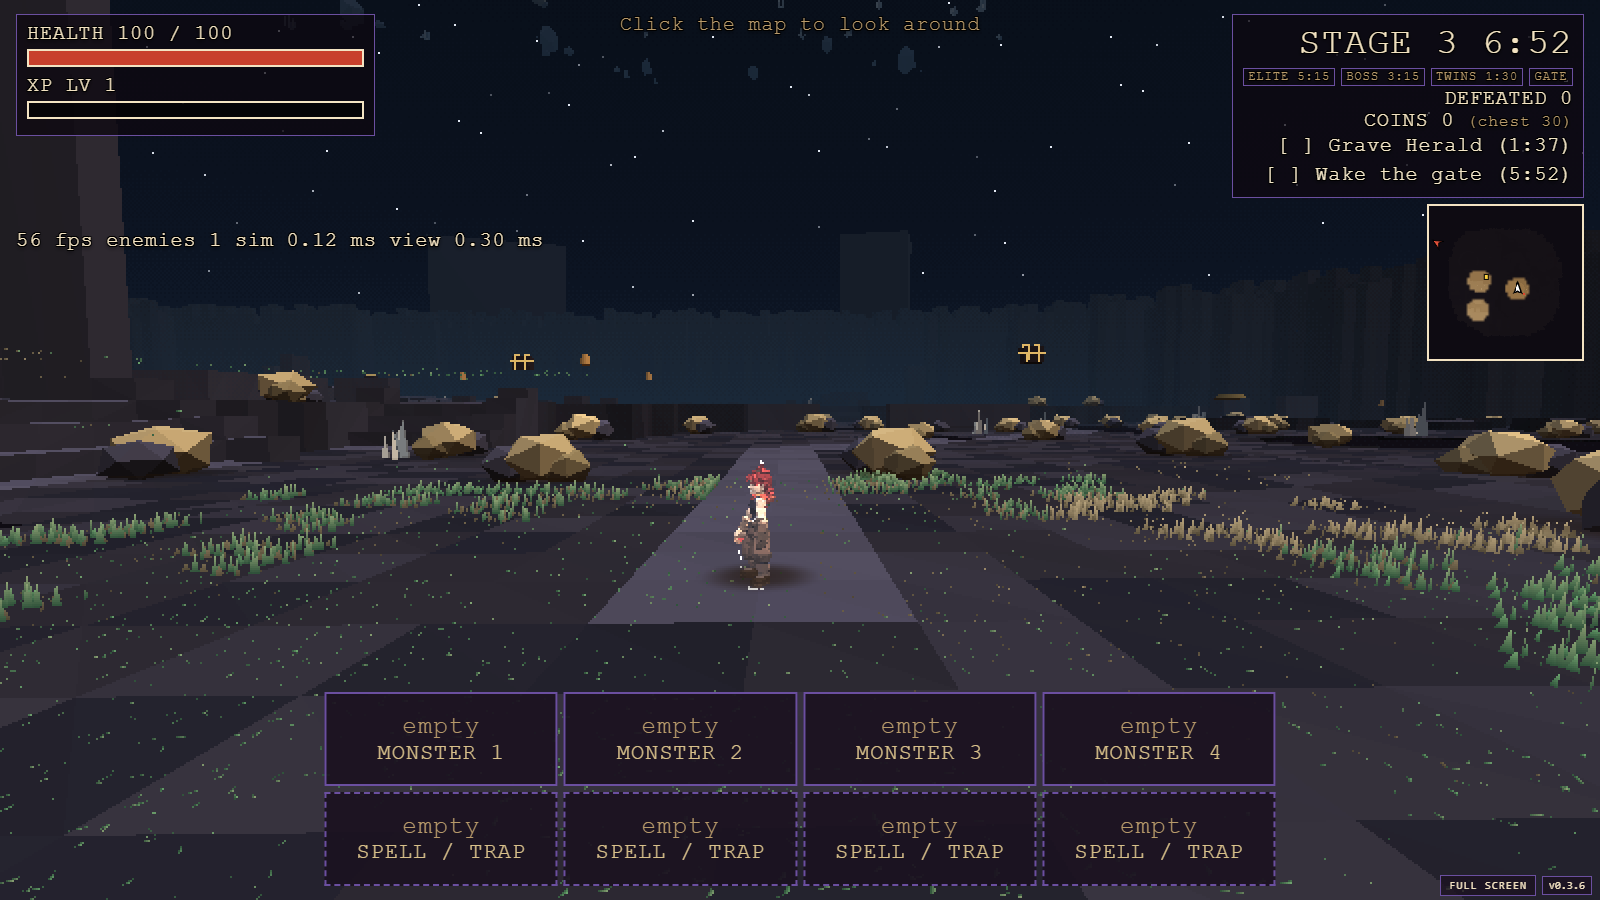 HEALTH 100 / 100
XP LV 1
Click the map to look around
STAGE 3 6:52
ELITE 5:15 BOSS 3:15 TWINS 1:30 GATE
DEFEATED 0
COINS 0 (chest 30)
[ ] Grave Herald (1:37)
[ ] Wake the gate (5:52)
56 fps enemies 1 sim 0.12 ms view 0.30 ms
empty
MONSTER 1
empty
MONSTER 2
empty
MONSTER 3
empty
MONSTER 4
empty
SPELL / TRAP
empty
SPELL / TRAP
empty
SPELL / TRAP
empty
SPELL / TRAP
FULL SCREEN
v0.3.6